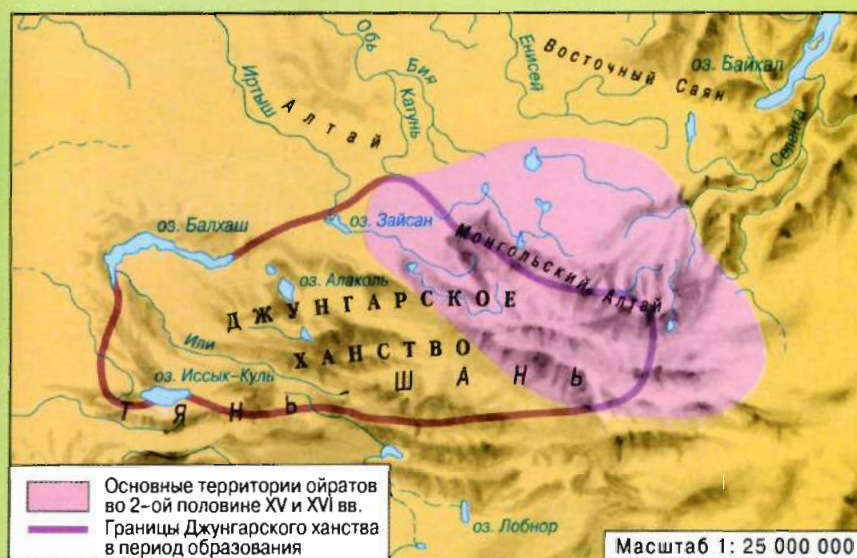 Обь
Бия
Катунь
Иртыш
Алтай
Енисей
Восточный Саян
оз. Байкал
Селенга
оз. Балхаш
оз. Зайсан
Монгольский Алтай
оз. Алаколь
ДЖУНГАРСКОЕ
ХАНСТВО
Или
оз. Иссык-Куль
ТЯНЬ-ШАНЬ
оз. Лобнор
Основные территории ойратов
во 2-ой половине XV и XVI вв.
Границы Джунгарского ханства
в период образования
Масштаб 1: 25 000 000